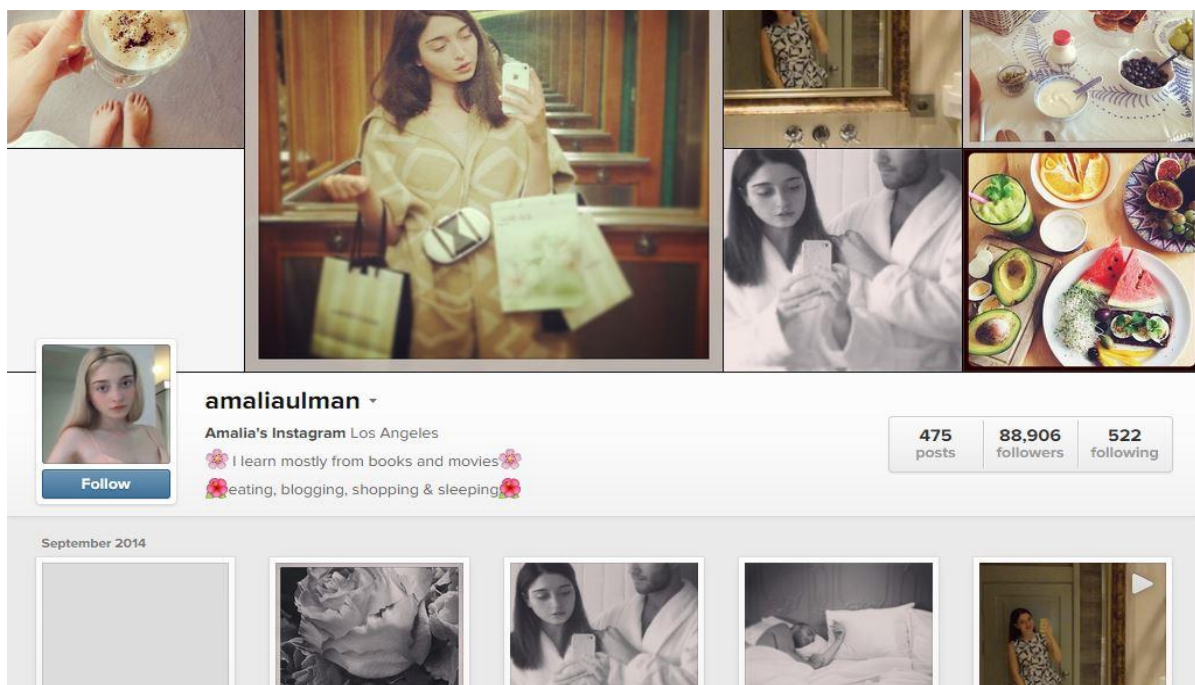 amaliaulman
Amalia's Instagram Los Angeles
🌸 I learn mostly from books and movies🌸
🌺eating, blogging, shopping & sleeping🌺
Follow
475 posts
88,906 followers
522 following
September 2014